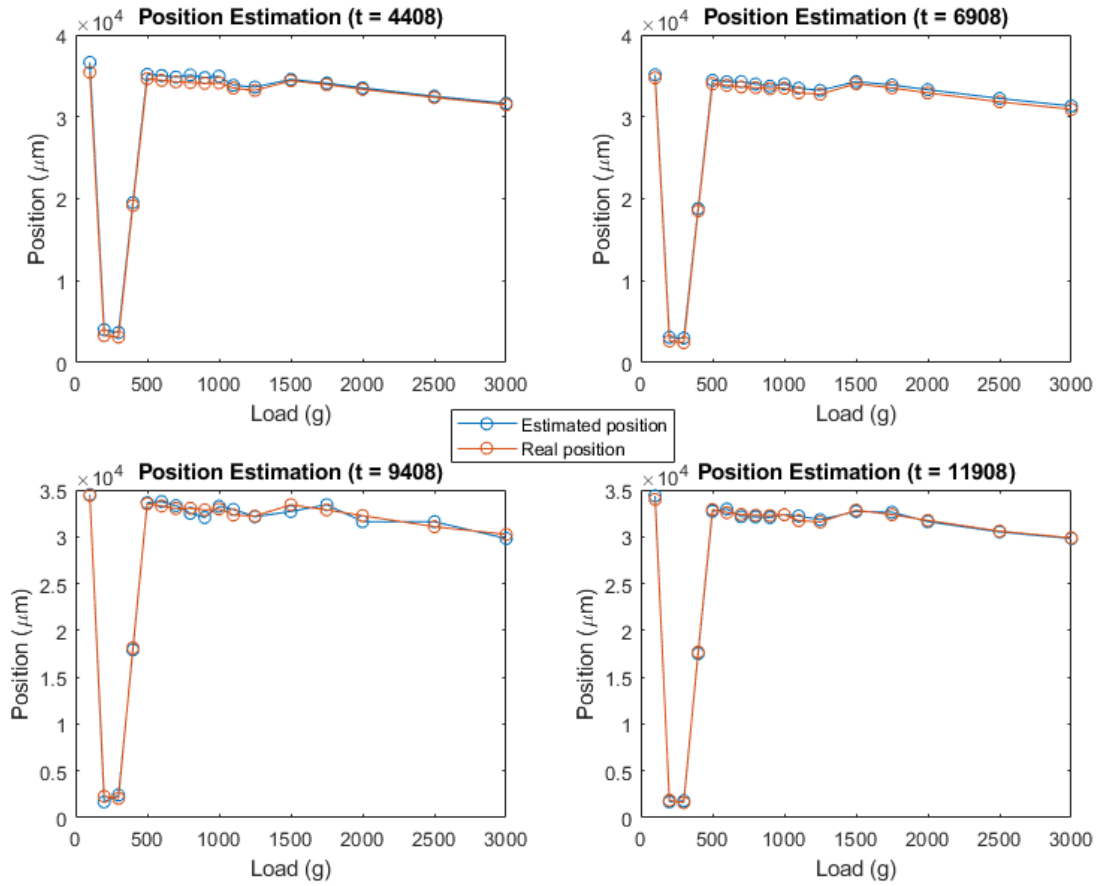 ×10⁴ Position Estimation (t = 4408)
4
3
2
1
0
Position (μm)
0 500 1000 1500 2000 2500 3000
Load (g)
×10⁴ Position Estimation (t = 6908)
4
3
2
1
0
Position (μm)
0 500 1000 1500 2000 2500 3000
Load (g)
Estimated position
Real position
×10⁴ Position Estimation (t = 9408)
3.5
3
2.5
2
1.5
1
0.5
0
Position (μm)
0 500 1000 1500 2000 2500 3000
Load (g)
×10⁴ Position Estimation (t = 11908)
3.5
3
2.5
2
1.5
1
0.5
0
Position (μm)
0 500 1000 1500 2000 2500 3000
Load (g)